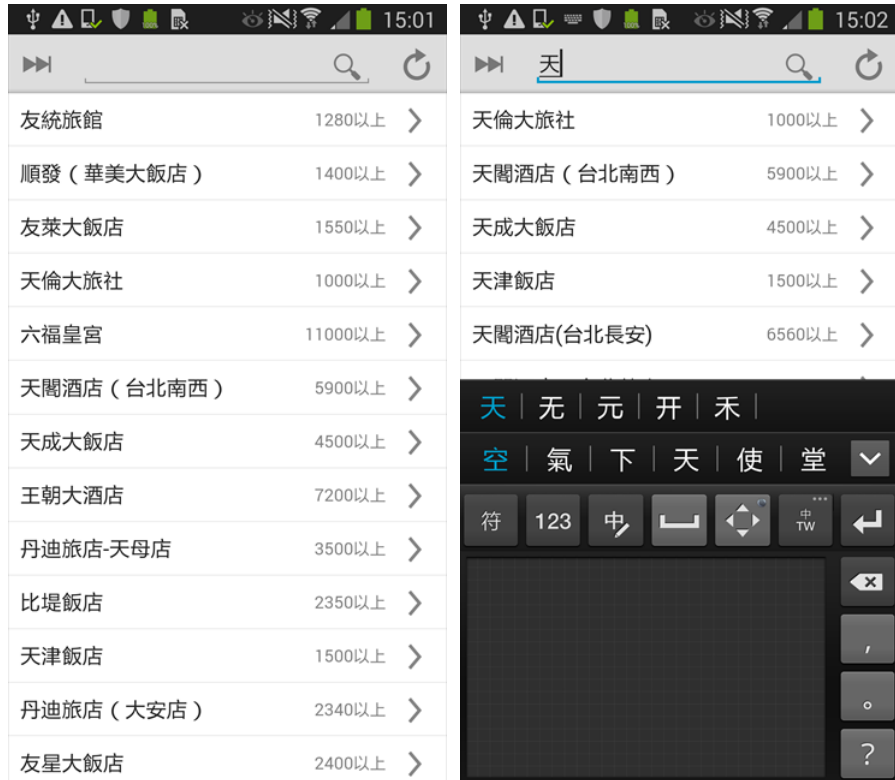 15:01
友統旅館 1280以上
順發（華美大飯店） 1400以上
友萊大飯店 1550以上
天倫大旅社 1000以上
六福皇宮 11000以上
天閣酒店（台北南西） 5900以上
天成大飯店 4500以上
王朝大酒店 7200以上
丹迪旅店-天母店 3500以上
比堤飯店 2350以上
天津飯店 1500以上
丹迪旅店（大安店） 2340以上
友星大飯店 2400以上
15:02
天
天倫大旅社 1000以上
天閣酒店（台北南西） 5900以上
天成大飯店 4500以上
天津飯店 1500以上
天閣酒店(台北長安) 6560以上
天 无 元 开 禾
空 氣 下 天 使 堂
符 123 中 中 TW
,
。
?